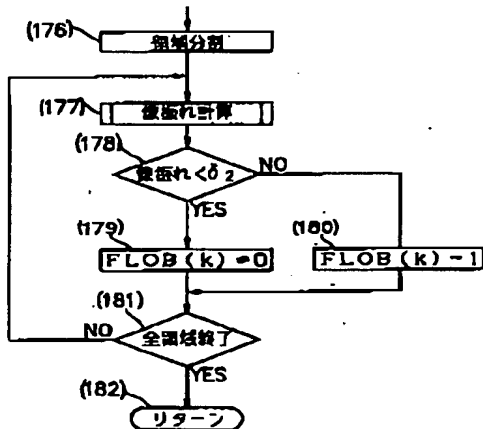 (176)
領域分割
(177)
像振れ計算
(178)
像振れ<δ2
NO
YES
(179)
FLOB(k)=0
(180)
FLOB(k)=1
(181)
全領域終了
NO
YES
(182)
リターン